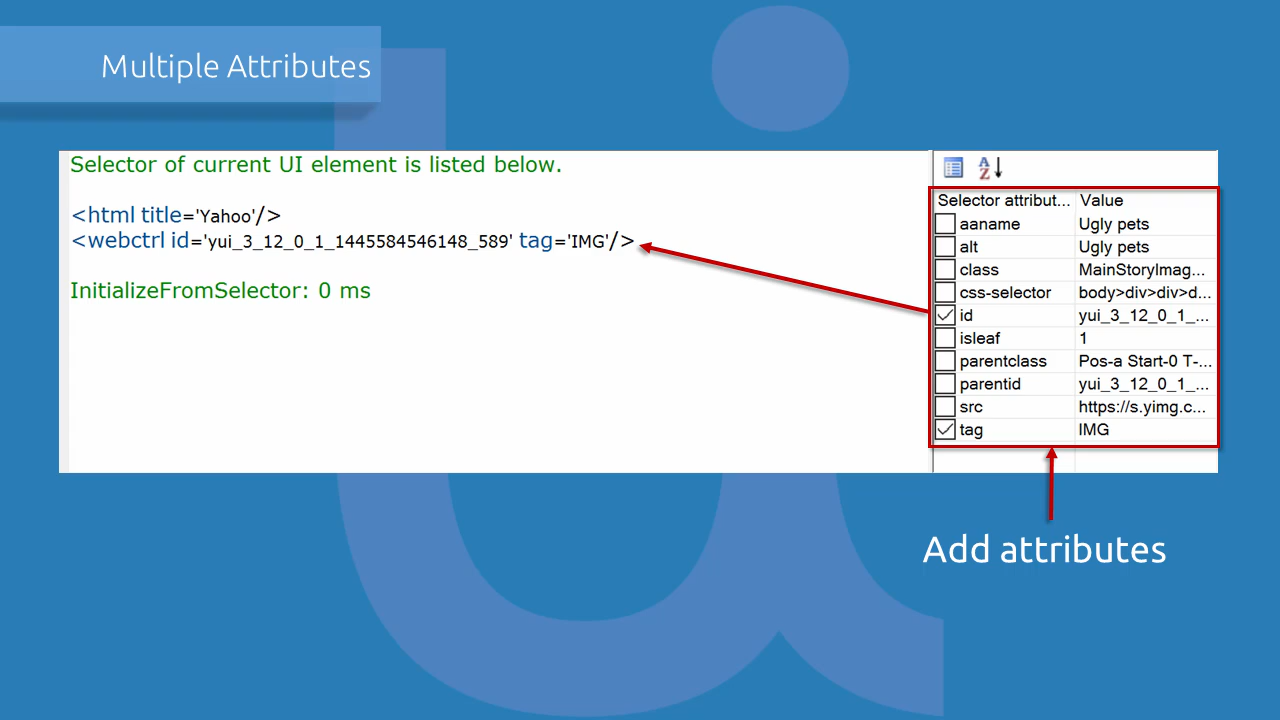 Multiple Attributes
Selector of current UI element is listed below.
<html title='Yahoo'/>
<webctrl id='yui_3_12_0_1_1445584546148_589' tag='IMG'/>
InitializeFromSelector: 0 ms
Selector attribut... Value
aaname Ugly pets
alt Ugly pets
class MainStoryImag...
css-selector body>div>div>d...
id yui_3_12_0_1_...
isleaf 1
parentclass Pos-a Start-0 T-...
parentid yui_3_12_0_1_...
src https://s.yimg.c...
tag IMG
Add attributes